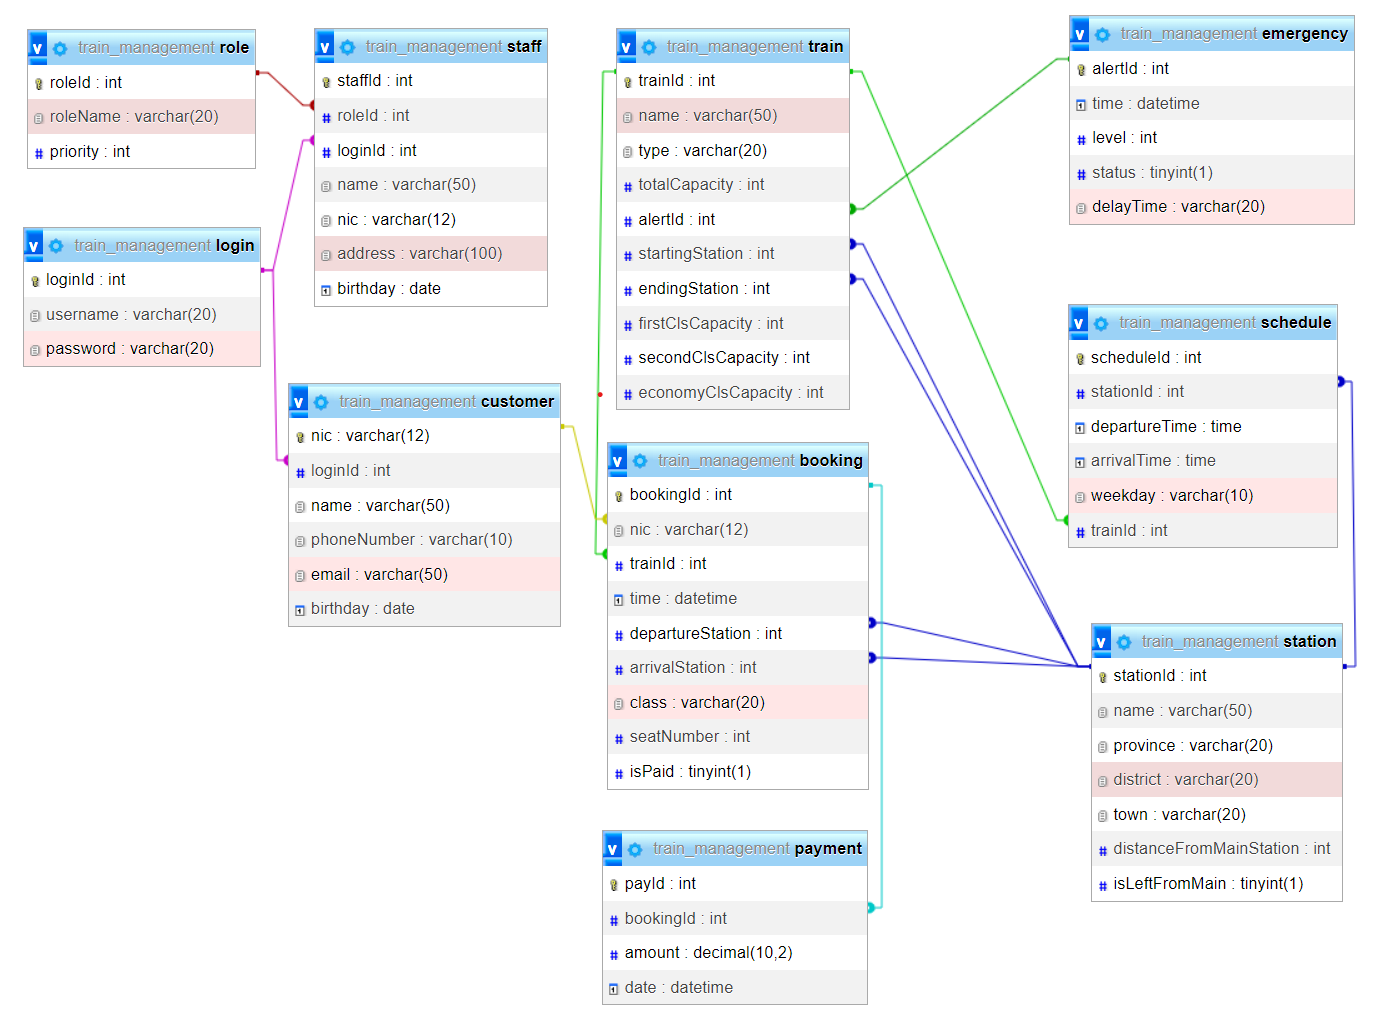 v train_management role
roleId : int
roleName : varchar(20)
priority : int
v train_management staff
staffId : int
roleId : int
loginId : int
name : varchar(50)
nic : varchar(12)
address : varchar(100)
birthday : date
v train_management train
trainId : int
name : varchar(50)
type : varchar(20)
totalCapacity : int
alertId : int
startingStation : int
endingStation : int
firstClsCapacity : int
secondClsCapacity : int
economyClsCapacity : int
v train_management emergency
alertId : int
time : datetime
level : int
status : tinyint(1)
delayTime : varchar(20)
v train_management login
loginId : int
username : varchar(20)
password : varchar(20)
v train_management schedule
scheduleId : int
stationId : int
departureTime : time
arrivalTime : time
weekday : varchar(10)
trainId : int
v train_management customer
nic : varchar(12)
loginId : int
name : varchar(50)
phoneNumber : varchar(10)
email : varchar(50)
birthday : date
v train_management booking
bookingId : int
nic : varchar(12)
trainId : int
time : datetime
departureStation : int
arrivalStation : int
class : varchar(20)
seatNumber : int
isPaid : tinyint(1)
v train_management station
stationId : int
name : varchar(50)
province : varchar(20)
district : varchar(20)
town : varchar(20)
distanceFromMainStation : int
isLeftFromMain : tinyint(1)
v train_management payment
payId : int
bookingId : int
amount : decimal(10,2)
date : datetime